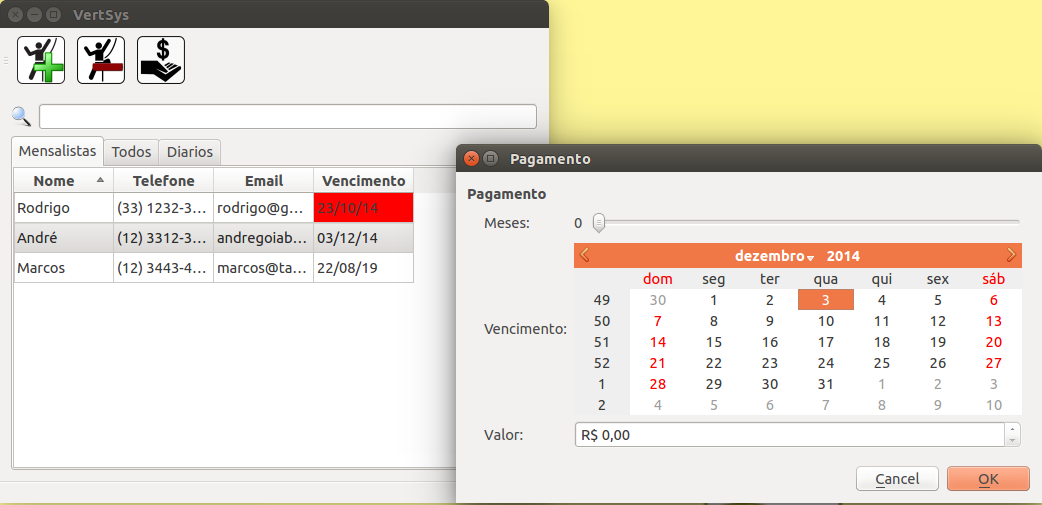 VertSys
$
Mensalistas Todos Diarios
Nome Telefone Email Vencimento
Rodrigo (33) 1232-3... rodrigo@g... 23/10/14
André (12) 3312-3... andregoiab... 03/12/14
Marcos (12) 3443-4... marcos@ta... 22/08/19
Pagamento
Pagamento
Meses: 0
dezembro 2014
dom seg ter qua qui sex sáb
49 30 1 2 3 4 5 6
50 7 8 9 10 11 12 13
Vencimento:
51 14 15 16 17 18 19 20
52 21 22 23 24 25 26 27
1 28 29 30 31 1 2 3
2 4 5 6 7 8 9 10
Valor: R$ 0,00
Cancel OK